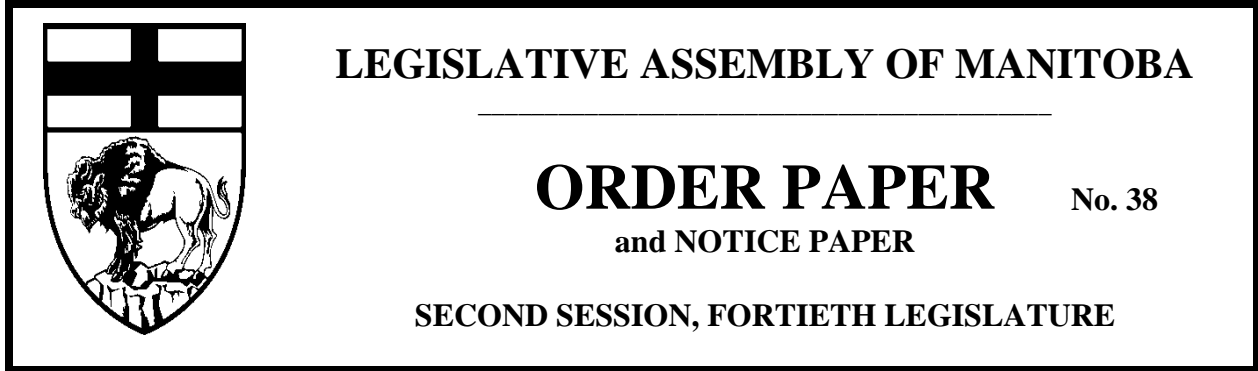 LEGISLATIVE ASSEMBLY OF MANITOBA
ORDER PAPER No. 38
and NOTICE PAPER
SECOND SESSION, FORTIETH LEGISLATURE